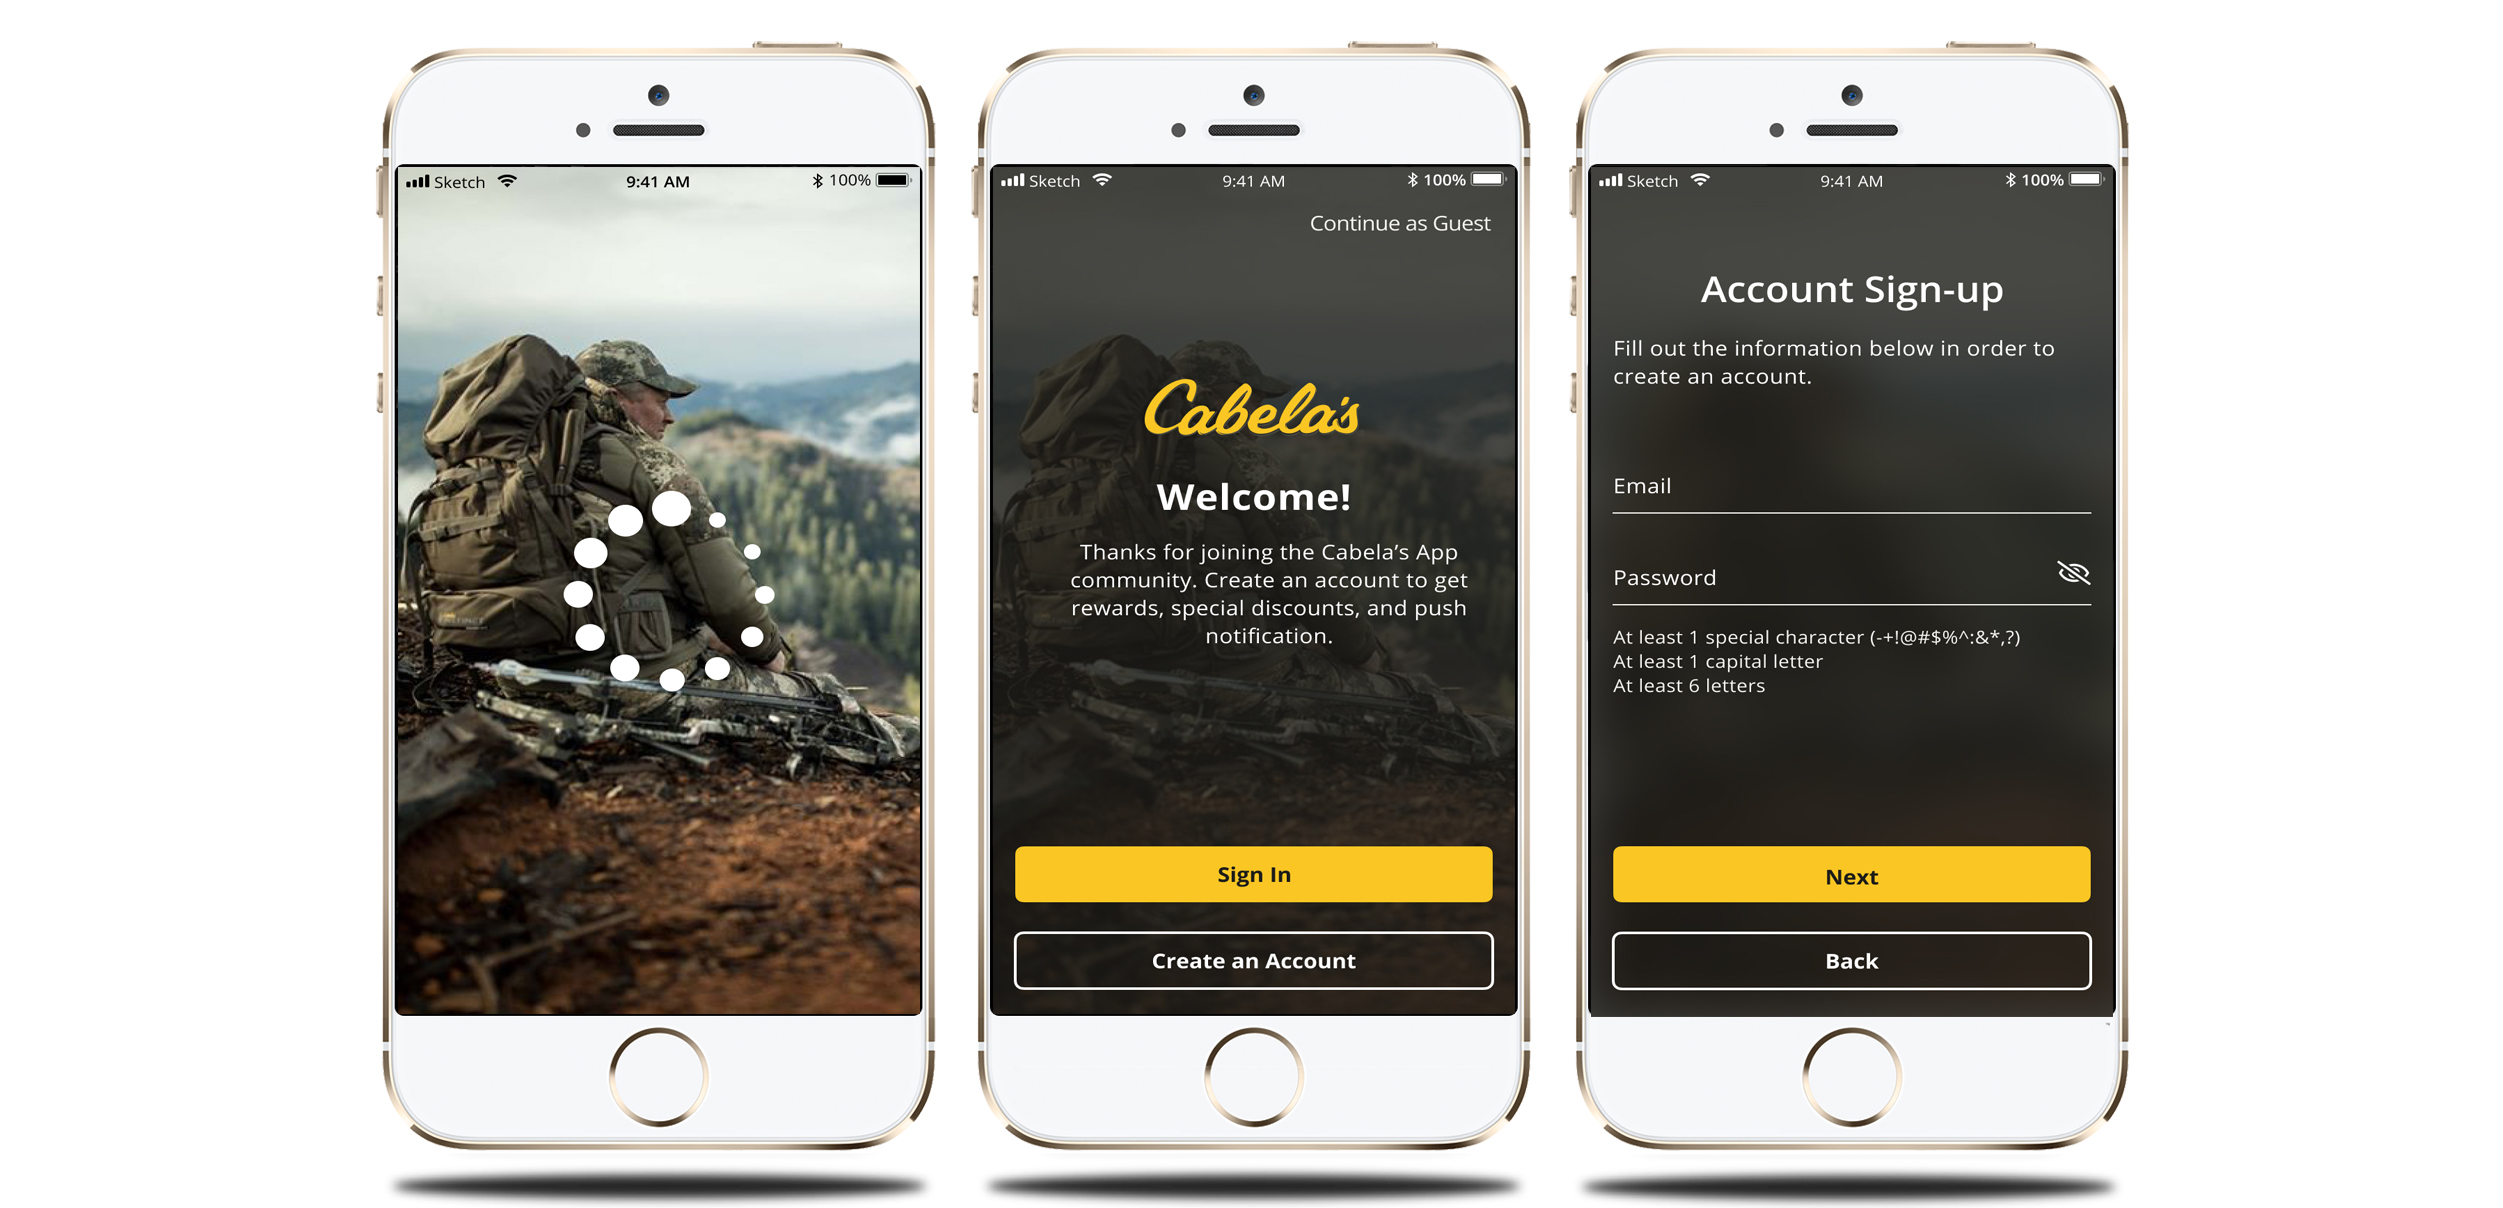 Sketch 9:41 AM 100%
Sketch 9:41 AM 100%
Continue as Guest
Cabela's
Welcome!
Thanks for joining the Cabela’s App
community. Create an account to get
rewards, special discounts, and push
notification.
Sign In
Create an Account
Sketch 9:41 AM 100%
Account Sign-up
Fill out the information below in order to
create an account.
Email
Password
At least 1 special character (-+!@#$%^:&*,?)
At least 1 capital letter
At least 6 letters
Next
Back